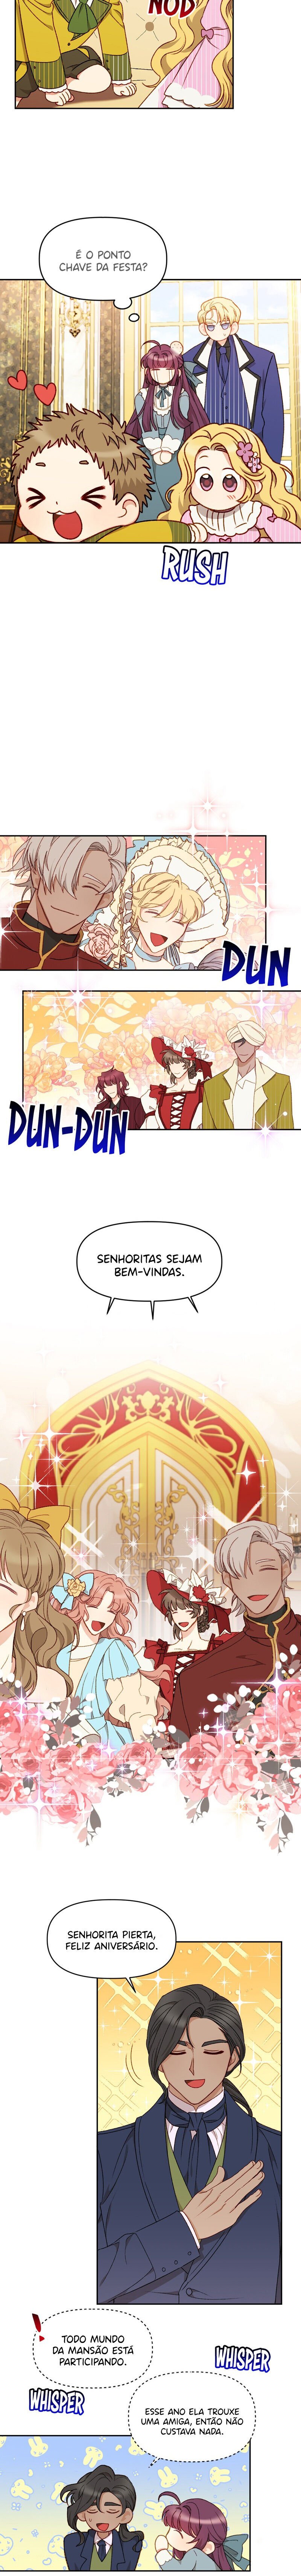 NOD
É O PONTO
CHAVE DA FESTA?
RUSH
DUN
DUN-DUN
SENHORITAS SEJAM
BEM-VINDAS.
SENHORITA PIERTA,
FELIZ ANIVERSÁRIO.
TODO MUNDO
DA MANSÃO ESTÁ
PARTICIPANDO.
WHISPER
WHISPER
ESSE ANO ELA TROUXE
UMA AMIGA, ENTÃO NÃO
CUSTAVA NADA.